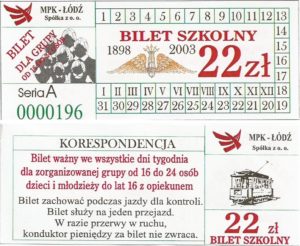 MPK - ŁÓDŹ
Spółka z o. o.
BILET
DLA GRUPY
Seria A
0000196
1 2 3 4 5 6 7 8 9 10 11 12
13
BILET SZKOLNY
1898 2003
22 zł
I II III IV V VI VII VIII IX X XI XII
31 30 29 28 27 26 25 24 23 22 21 20 19
KORESPONDENCJA
Bilet ważny we wszystkie dni tygodnia
dla zorganizowanej grupy od 16 do 24 osób
dzieci i młodzieży do lat 16 z opiekunem
Bilet zachować podczas jazdy dla kontroli.
Bilet służy na jeden przejazd.
W razie przerwy w ruchu,
konduktor pieniędzy za bilet nie zwraca.
MPK - ŁÓDŹ
Spółka z o. o.
22 zł
BILET SZKOLNY